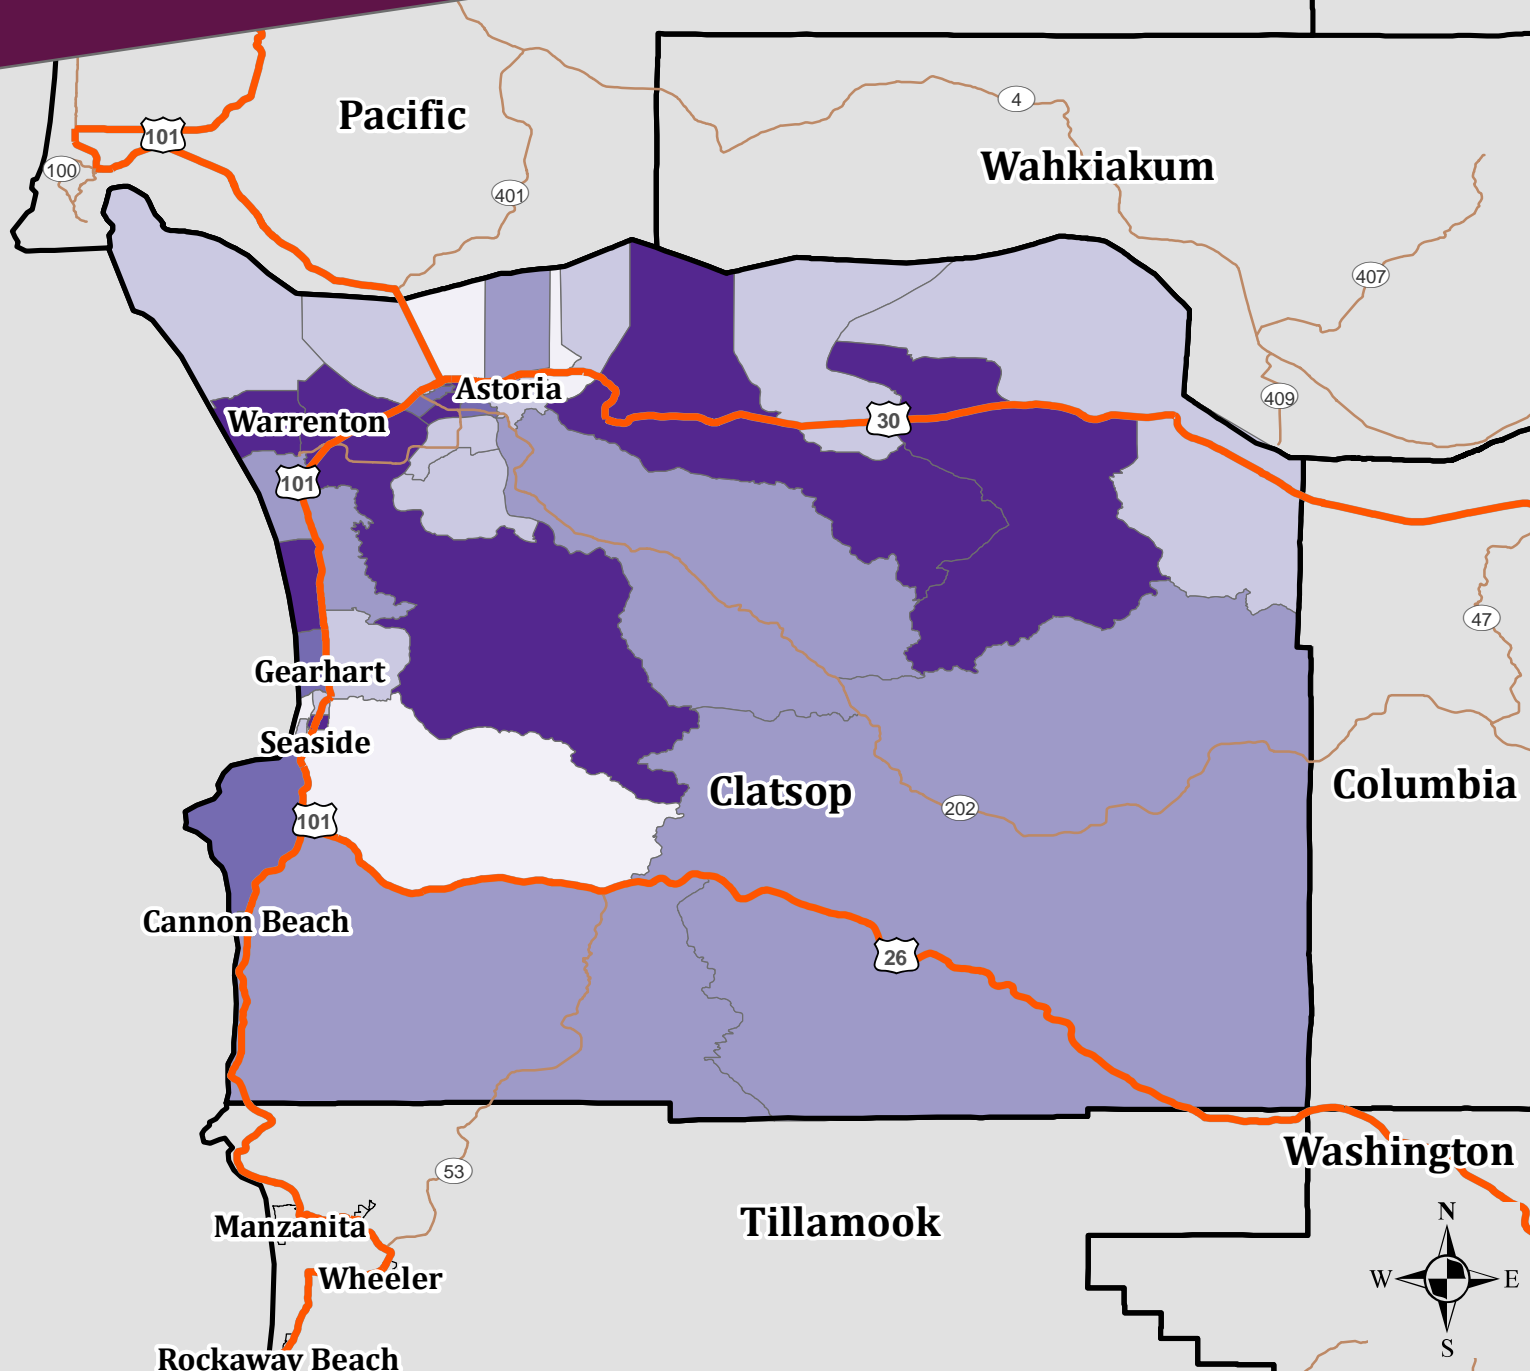 Pacific
4
101
Wahkiakum
100
401
407
Astoria
409
Warrenton
30
101
47
Gearhart
Seaside
Clatsop
Columbia
202
101
Cannon Beach
26
Washington
53
N
Manzanita
Tillamook
W
E
Wheeler
S
Rockaway Beach